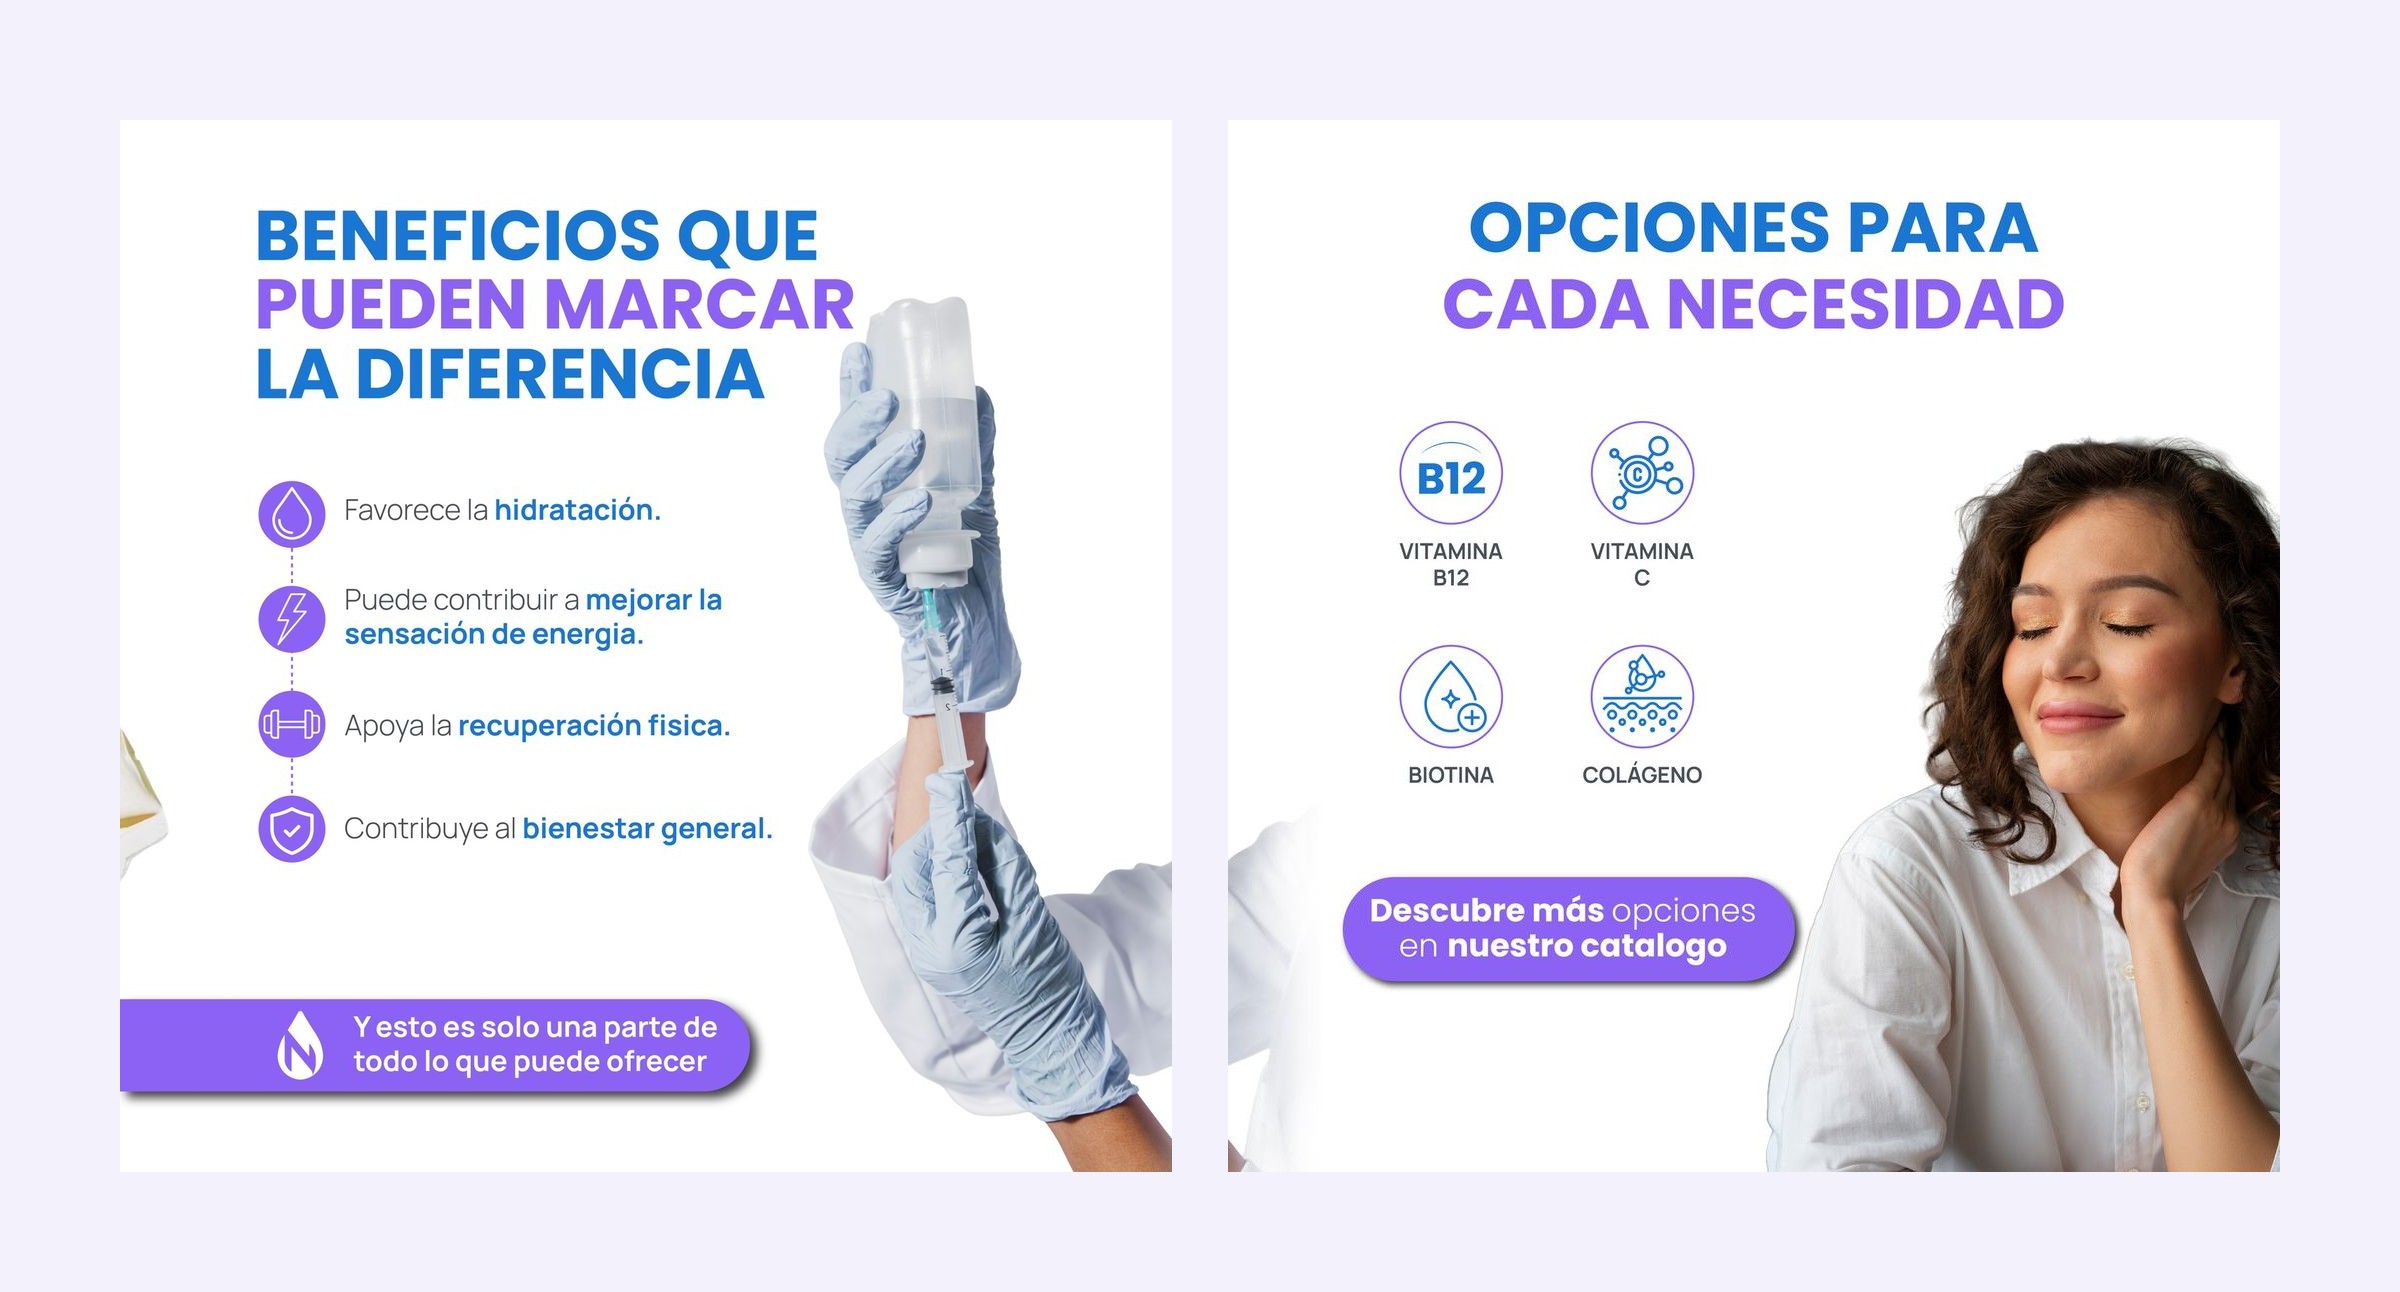 BENEFICIOS QUE
PUEDEN MARCAR
LA DIFERENCIA
Favorece la hidratación.
Puede contribuir a mejorar la
sensación de energia.
Apoya la recuperación fisica.
Contribuye al bienestar general.
Y esto es solo una parte de
todo lo que puede ofrecer
OPCIONES PARA
CADA NECESIDAD
B12
C
VITAMINA
B12
VITAMINA
C
BIOTINA
COLÁGENO
Descubre más opciones
en nuestro catalogo